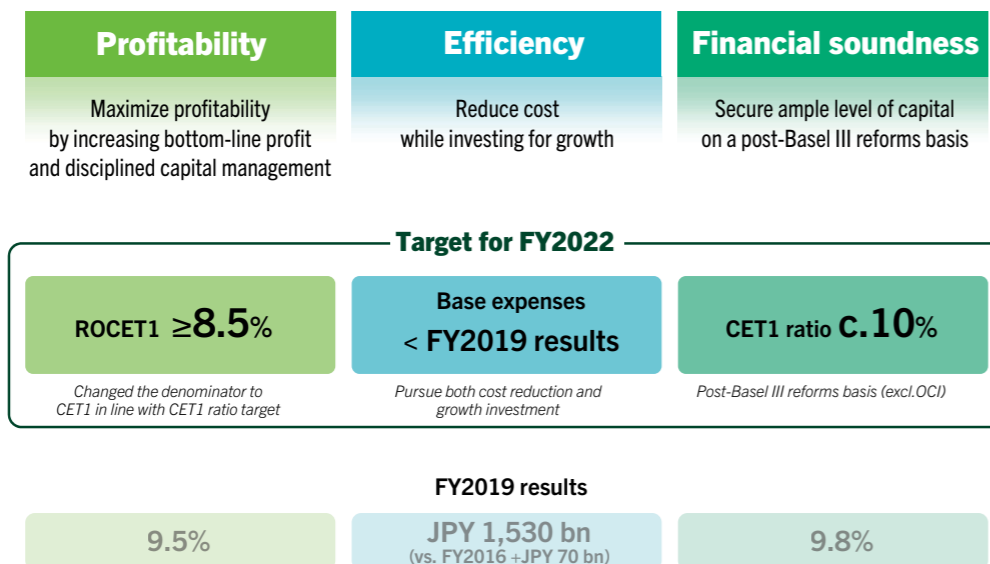 Profitability
Maximize profitability
by increasing bottom-line profit
and disciplined capital management
Efficiency
Reduce cost
while investing for growth
Financial soundness
Secure ample level of capital
on a post-Basel III reforms basis
Target for FY2022
ROCET1 ≥8.5%
Changed the denominator to
CET1 in line with CET1 ratio target
Base expenses
< FY2019 results
Pursue both cost reduction and
growth investment
CET1 ratio c.10%
Post-Basel III reforms basis (excl.OCI)
FY2019 results
9.5%
JPY 1,530 bn
(vs. FY2016 +JPY 70 bn)
9.8%